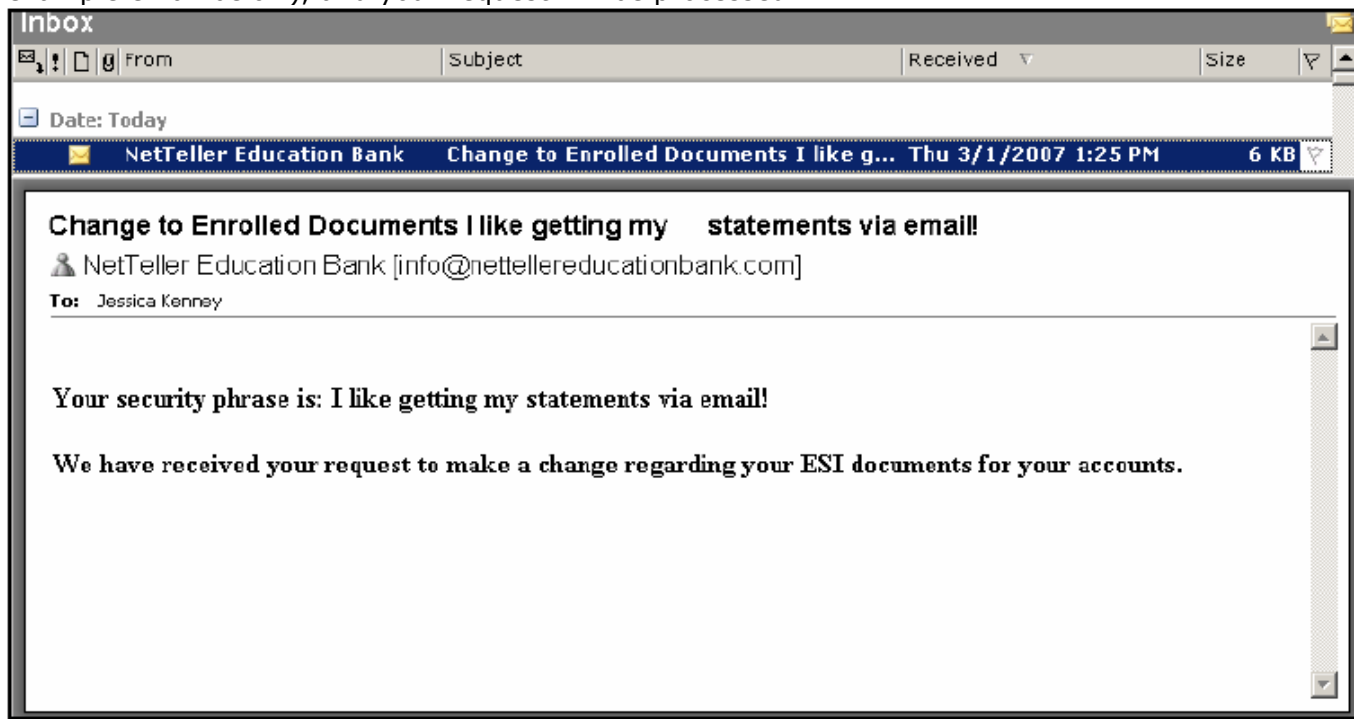 Inbox
From Subject Received Size
Date: Today
NetTeller Education Bank Change to Enrolled Documents I like g... Thu 3/1/2007 1:25 PM 6 KB
Change to Enrolled Documents I like getting my statements via email!
NetTeller Education Bank [info@nettellereducationbank.com]
To: Jessica Kenney
Your security phrase is: I like getting my statements via email!
We have received your request to make a change regarding your ESI documents for your accounts.